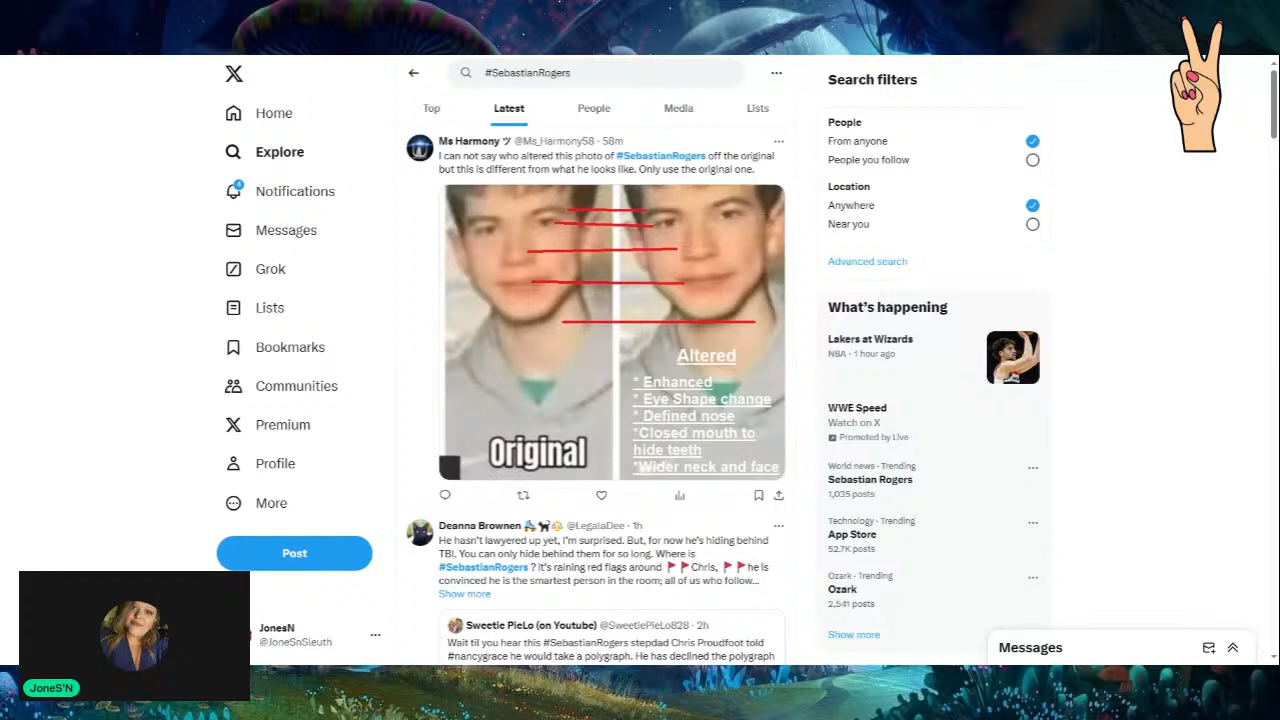 #SebastianRogers
Home
Explore
4
Notifications
Messages
Grok
Lists
Bookmarks
Communities
Premium
Profile
More
Post
JonesN
@JoneSnSleuth
JoneS'N
Top
Latest
People
Media
Lists
Ms Harmony ツ @Ms_Harmony58 · 58m
I can not say who altered this photo of #SebastianRogers off the original
but this is different from what he looks like. Only use the original one.
Original
Altered
* Enhanced
* Eye Shape change
* Defined nose
*Closed mouth to
hide teeth
*Wider neck and face
Deanna Brownen @LegalaDee · 1h
He hasn't lawyered up yet, I'm surprised. But, for now he's hiding behind
TBI. You can only hide behind them for so long. Where is
#SebastianRogers ? it's raining red flags around 🚩🚩Chris, 🚩🚩he is
convinced he is the smartest person in the room; all of us who follow...
Show more
Sweetie PieLo (on Youtube) @SweetiePieLo828 · 2h
Wait til you hear this #SebastianRogers stepdad Chris Proudfoot told
#nancygrace he would take a polygraph. He has declined the polygraph
Search filters
People
From anyone
People you follow
Location
Anywhere
Near you
Advanced search
What's happening
Lakers at Wizards
NBA · 1 hour ago
WWE Speed
Watch on X
Promoted by Live
World news · Trending
Sebastian Rogers
1,035 posts
Technology · Trending
App Store
52.7K posts
Ozark · Trending
Ozark
2,541 posts
Show more
Messages